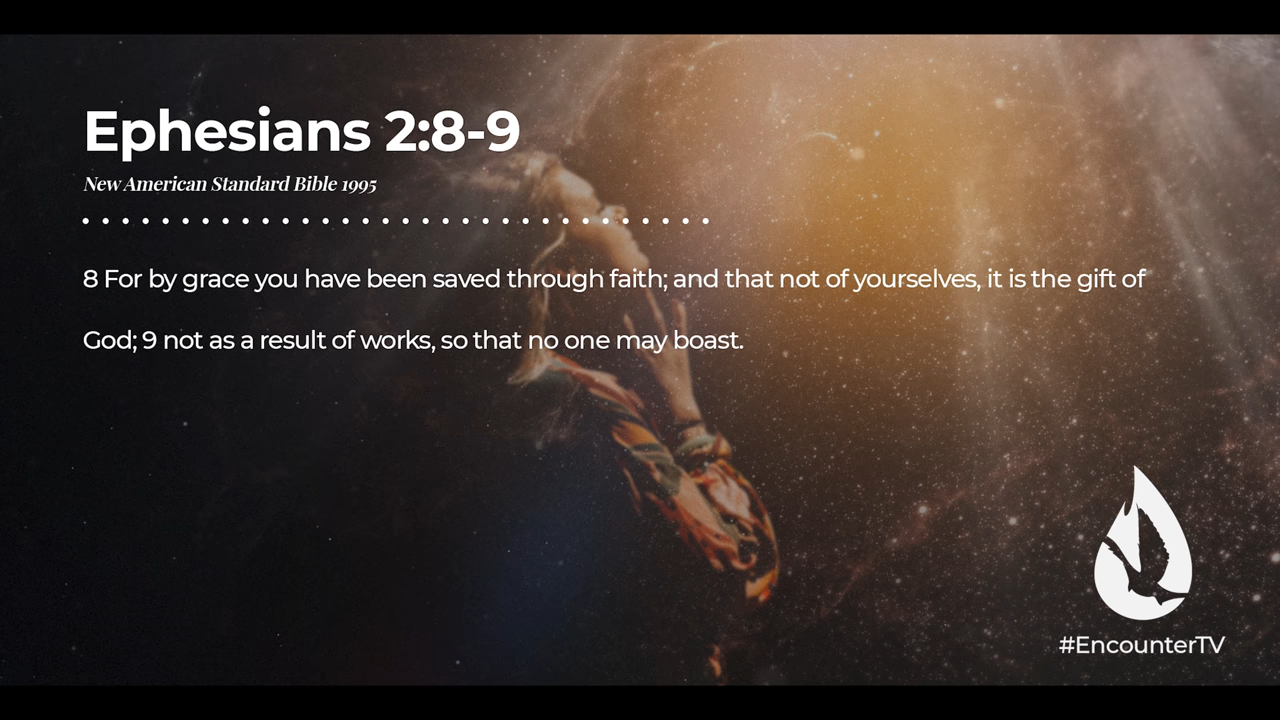 Ephesians 2:8-9
New American Standard Bible 1995
8 For by grace you have been saved through faith; and that not of yourselves, it is the gift of
God; 9 not as a result of works, so that no one may boast.
#EncounterTV